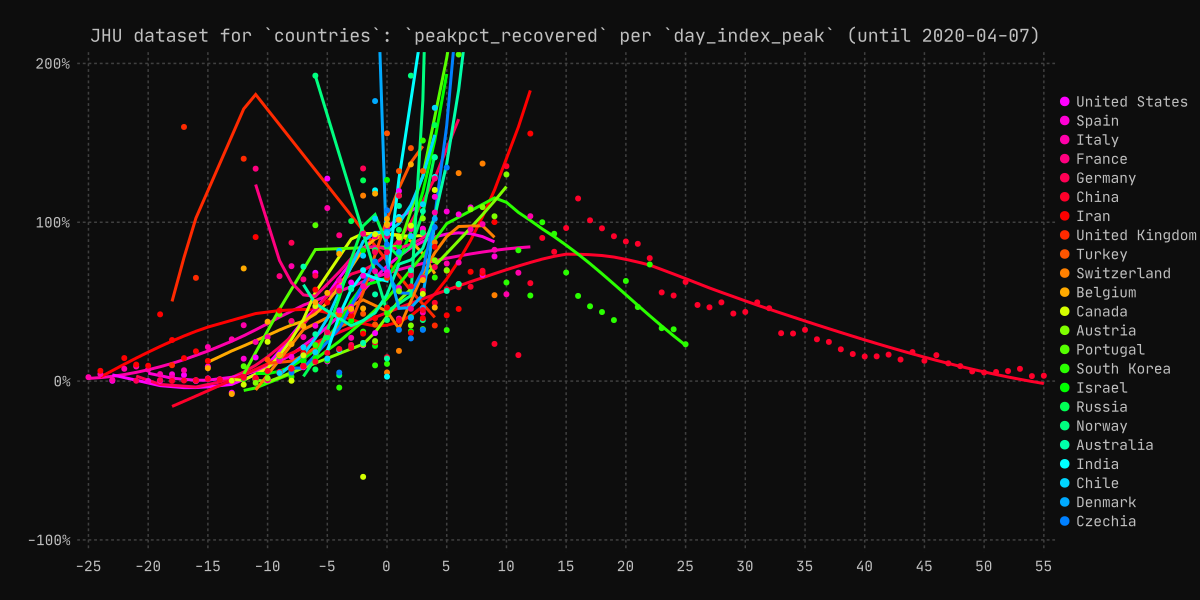 JHU dataset for `countries`: `peakpct_recovered` per `day_index_peak` (until 2020-04-07)
200%
100%
0%
-100%
-25 -20 -15 -10 -5 0 5 10 15 20 25 30 35 40 45 50 55
United States
Spain
Italy
France
Germany
China
Iran
United Kingdom
Turkey
Switzerland
Belgium
Canada
Austria
Portugal
South Korea
Israel
Russia
Norway
Australia
India
Chile
Denmark
Czechia